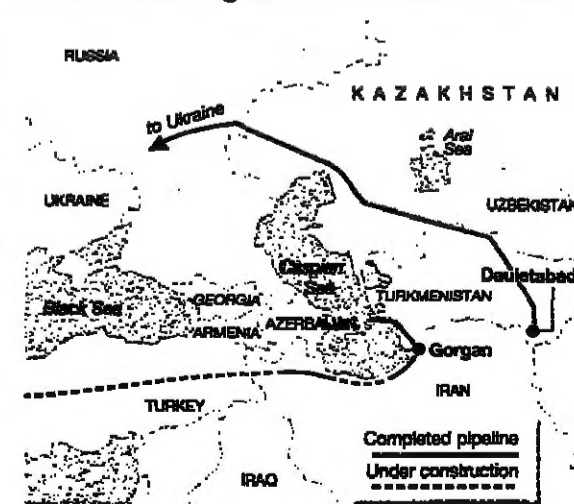 RUSSIA
KAZAKHSTAN
to Ukraine
Aral
Sea
UKRAINE
UZBEKISTAN
Caspian
Sea
Dauletabad
TURKMENISTAN
Black Sea
GEORGIA
ARMENIA
AZERBAIJAN
Gorgan
IRAN
TURKEY
Completed pipeline
Under construction
IRAQ